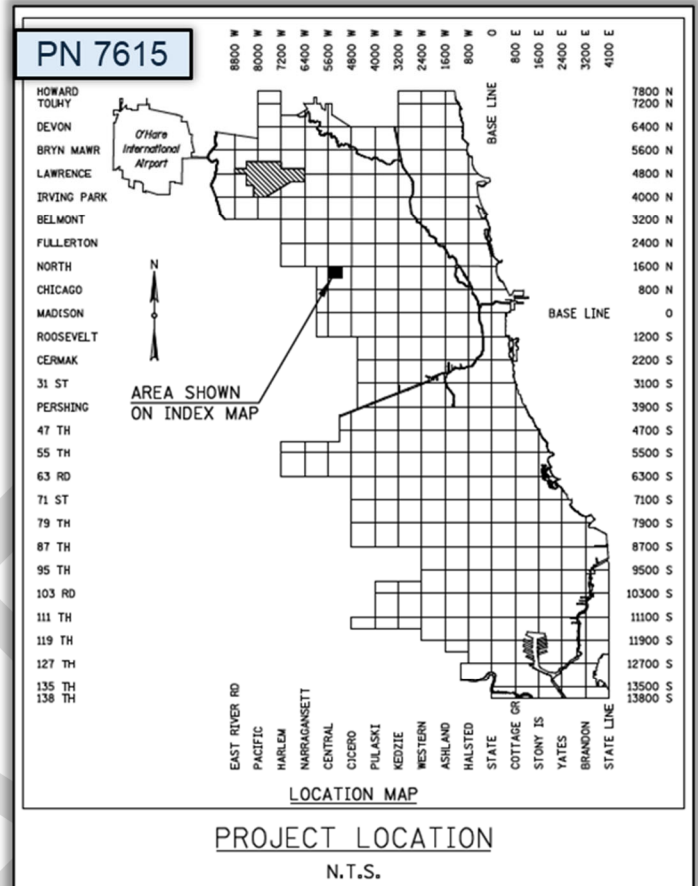 PN 7615
8800 W
8000 W
7200 W
6400 W
5600 W
4800 W
4000 W
3200 W
2400 W
1600 W
800 W
0
800 E
1600 E
2400 E
3200 E
4100 E
HOWARD
TOUHY
DEVON
BRYN MAWR
LAWRENCE
IRVING PARK
BELMONT
FULLERTON
NORTH
CHICAGO
MADISON
ROOSEVELT
CERMAK
31 ST
PERSHING
47 TH
55 TH
63 RD
71 ST
79 TH
87 TH
95 TH
103 RD
111 TH
119 TH
127 TH
135 TH
138 TH
O'Hare
International
Airport
N
AREA SHOWN
ON INDEX MAP
BASE LINE
BASE LINE
7800 N
7200 N
6400 N
5600 N
4800 N
4000 N
3200 N
2400 N
1600 N
800 N
0
1200 S
2200 S
3100 S
3900 S
4700 S
5500 S
6300 S
7100 S
7900 S
8700 S
9500 S
10300 S
11100 S
11900 S
12700 S
13500 S
13800 S
EAST RIVER RD
PACIFIC
HARLEM
NARRAGANSETT
CENTRAL
CICERO
PULASKI
KEDZIE
WESTERN
ASHLAND
HALSTED
STATE
COTTAGE GR
STONY IS
YATES
BRANDON
STATE LINE
LOCATION MAP
PROJECT LOCATION
N.T.S.